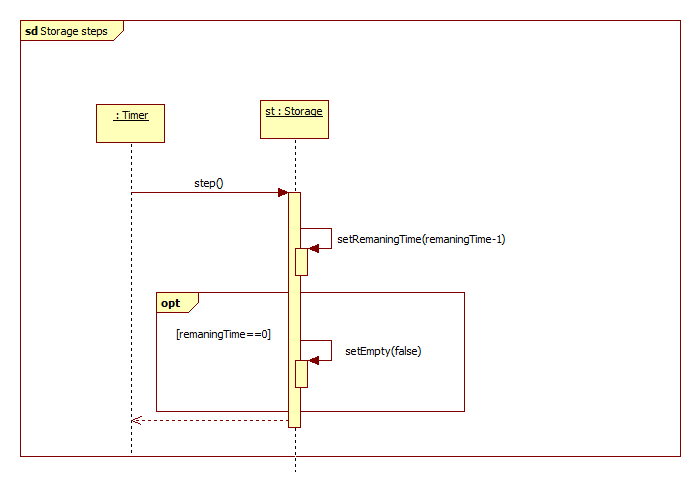 sd Storage steps
: Timer
st : Storage
step()
setRemaningTime(remaningTime-1)
opt
[remaningTime==0]
setEmpty(false)